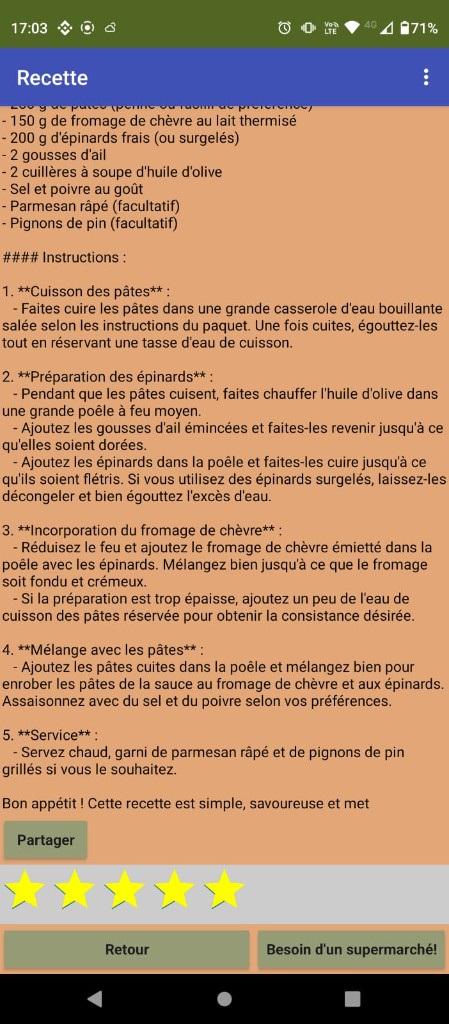 17:03
Vo))
LTE
4G
71%
Recette
- 150 g de fromage de chèvre au lait thermisé
- 200 g d'épinards frais (ou surgelés)
- 2 gousses d'ail
- 2 cuillères à soupe d'huile d'olive
- Sel et poivre au goût
- Parmesan râpé (facultatif)
- Pignons de pin (facultatif)
#### Instructions :
1. **Cuisson des pâtes** :
- Faites cuire les pâtes dans une grande casserole d'eau bouillante
salée selon les instructions du paquet. Une fois cuites, égouttez-les
tout en réservant une tasse d'eau de cuisson.
2. **Préparation des épinards** :
- Pendant que les pâtes cuisent, faites chauffer l'huile d'olive dans
une grande poêle à feu moyen.
- Ajoutez les gousses d'ail émincées et faites-les revenir jusqu'à ce
qu'elles soient dorées.
- Ajoutez les épinards dans la poêle et faites-les cuire jusqu'à ce
qu'ils soient flétris. Si vous utilisez des épinards surgelés, laissez-les
décongeler et bien égouttez l'excès d'eau.
3. **Incorporation du fromage de chèvre** :
- Réduisez le feu et ajoutez le fromage de chèvre émietté dans la
poêle avec les épinards. Mélangez bien jusqu'à ce que le fromage
soit fondu et crémeux.
- Si la préparation est trop épaisse, ajoutez un peu de l'eau de
cuisson des pâtes réservée pour obtenir la consistance désirée.
4. **Mélange avec les pâtes** :
- Ajoutez les pâtes cuites dans la poêle et mélangez bien pour
enrober les pâtes de la sauce au fromage de chèvre et aux épinards.
Assaisonnez avec du sel et du poivre selon vos préférences.
5. **Service** :
- Servez chaud, garni de parmesan râpé et de pignons de pin
grillés si vous le souhaitez.
Bon appétit ! Cette recette est simple, savoureuse et met
Partager
Retour
Besoin d'un supermarché!